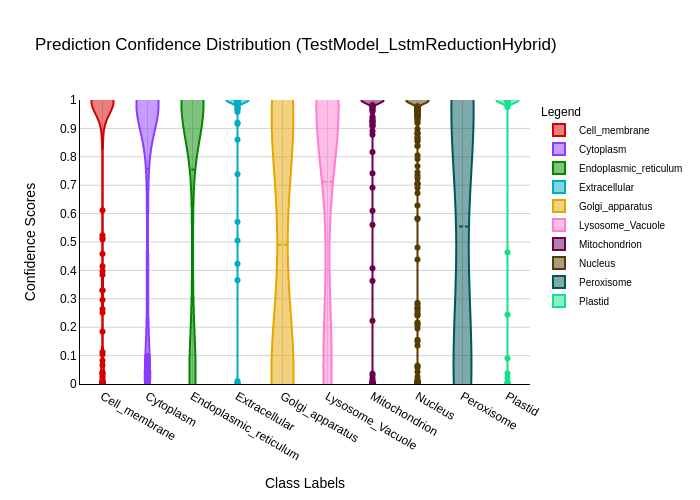 Prediction Confidence Distribution (TestModel_LstmReductionHybrid)
Confidence Scores
1
0.9
0.8
0.7
0.6
0.5
0.4
0.3
0.2
0.1
0
Cell_membrane
Cytoplasm
Endoplasmic_reticulum
Extracellular
Golgi_apparatus
Lysosome_Vacuole
Mitochondrion
Nucleus
Peroxisome
Plastid
Class Labels
Legend
Cell_membrane
Cytoplasm
Endoplasmic_reticulum
Extracellular
Golgi_apparatus
Lysosome_Vacuole
Mitochondrion
Nucleus
Peroxisome
Plastid